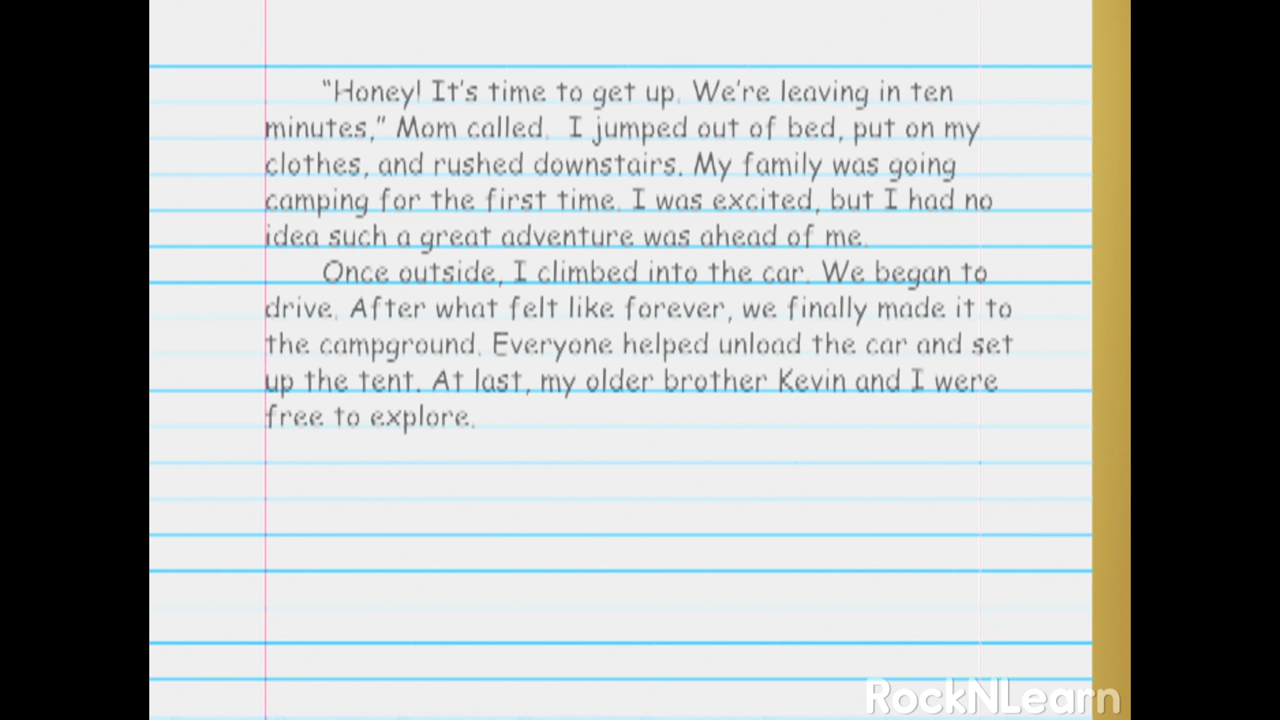 “Honey! It’s time to get up. We’re leaving in ten
minutes,” Mom called.  I jumped out of bed, put on my
clothes, and rushed downstairs. My family was going
camping for the first time. I was excited, but I had no
idea such a great adventure was ahead of me.
Once outside, I climbed into the car. We began to
drive. After what felt like forever, we finally made it to
the campground. Everyone helped unload the car and set
up the tent. At last, my older brother Kevin and I were
free to explore.
RockNLearn